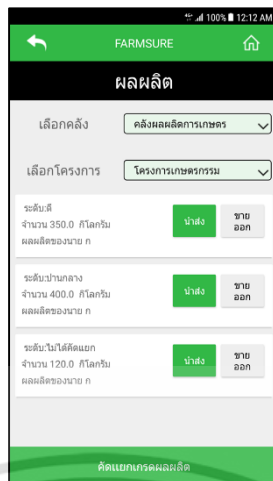 100% 12:12 AM
FARMSURE
ผลผลิต
เลือกคลัง คลังผลผลิตการเกษตร
เลือกโครงการ โครงการเกษตรกรรม
ระดับ:ดี
จำนวน 350.0 กิโลกรัม
ผลผลิตของนาย ก
นำส่ง
ขาย
ออก
ระดับ:ปานกลาง
จำนวน 400.0 กิโลกรัม
ผลผลิตของนาย ก
นำส่ง
ขาย
ออก
ระดับ:ไม่ได้คัดแยก
จำนวน 120.0 กิโลกรัม
ผลผลิตของนาย ก
นำส่ง
ขาย
ออก
คัดแยกเกรดผลผลิต